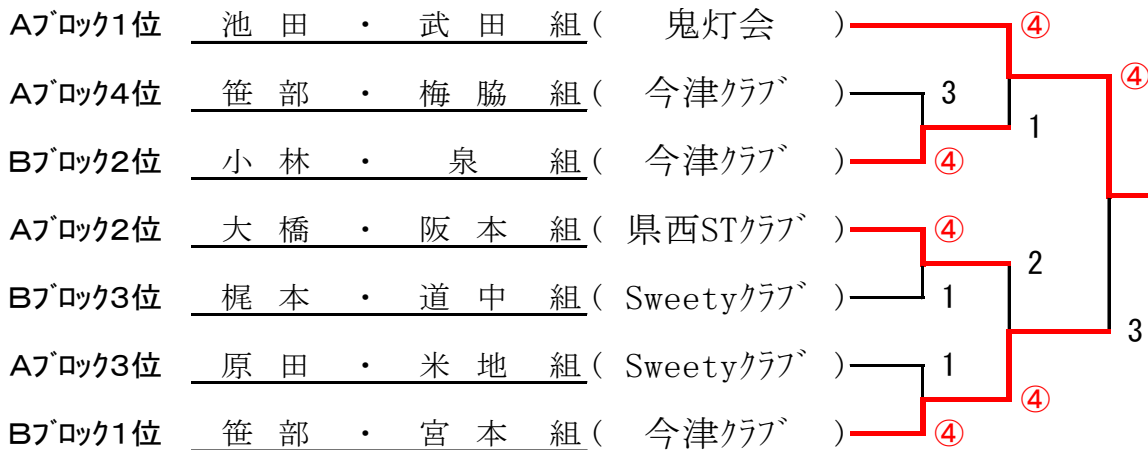 Aﾌﾞﾛｯｸ1位 池田・武田 組( 鬼灯会 ) ④
④
Aﾌﾞﾛｯｸ4位 笹部・梅脇 組( 今津ｸﾗﾌﾞ ) 3
1
Bﾌﾞﾛｯｸ2位 小林・泉 組( 今津ｸﾗﾌﾞ ) ④
Aﾌﾞﾛｯｸ2位 大橋・阪本 組( 県西STｸﾗﾌﾞ ) ④
2
Bﾌﾞﾛｯｸ3位 梶本・道中 組( Sweetyｸﾗﾌﾞ ) 1
3
Aﾌﾞﾛｯｸ3位 原田・米地 組( Sweetyｸﾗﾌﾞ ) 1
④
Bﾌﾞﾛｯｸ1位 笹部・宮本 組( 今津ｸﾗﾌﾞ ) ④